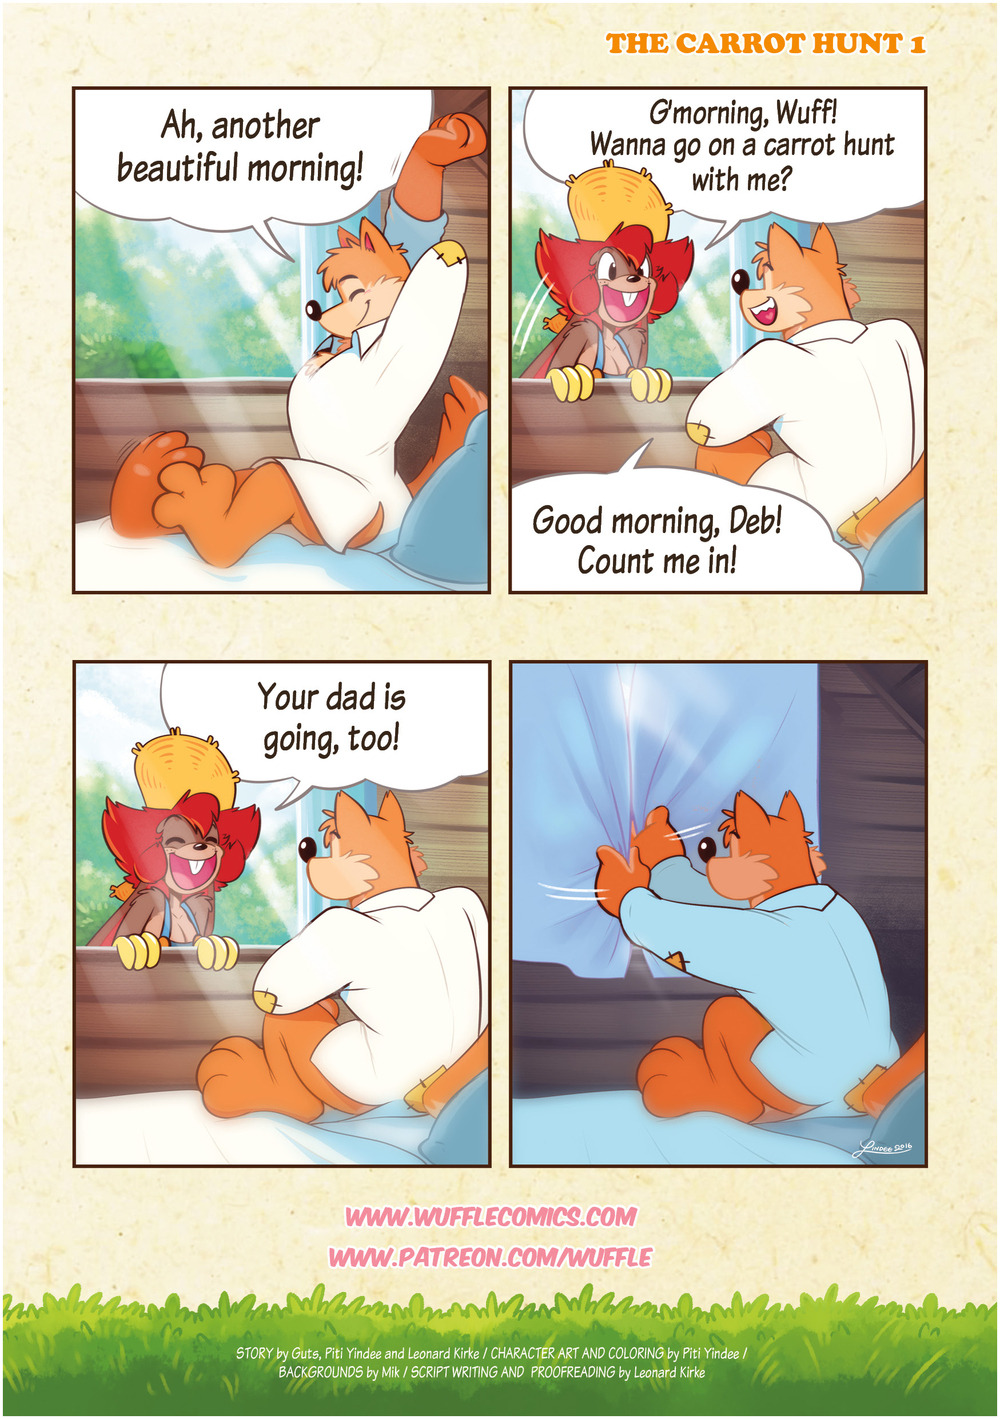 THE CARROT HUNT 1
Ah, another
beautiful morning!
G'morning, Wuff!
Wanna go on a carrot hunt
with me?
Good morning, Deb!
Count me in!
Your dad is
going, too!
YINDEE 2016
WWW.WUFFLECOMICS.COM
WWW.PATREON.COM/WUFFLE
STORY by Guts, Piti Yindee and Leonard Kirke / CHARACTER ART AND COLORING by Piti Yindee /
BACKGROUNDS by Mik / SCRIPT WRITING AND PROOFREADING by Leonard Kirke